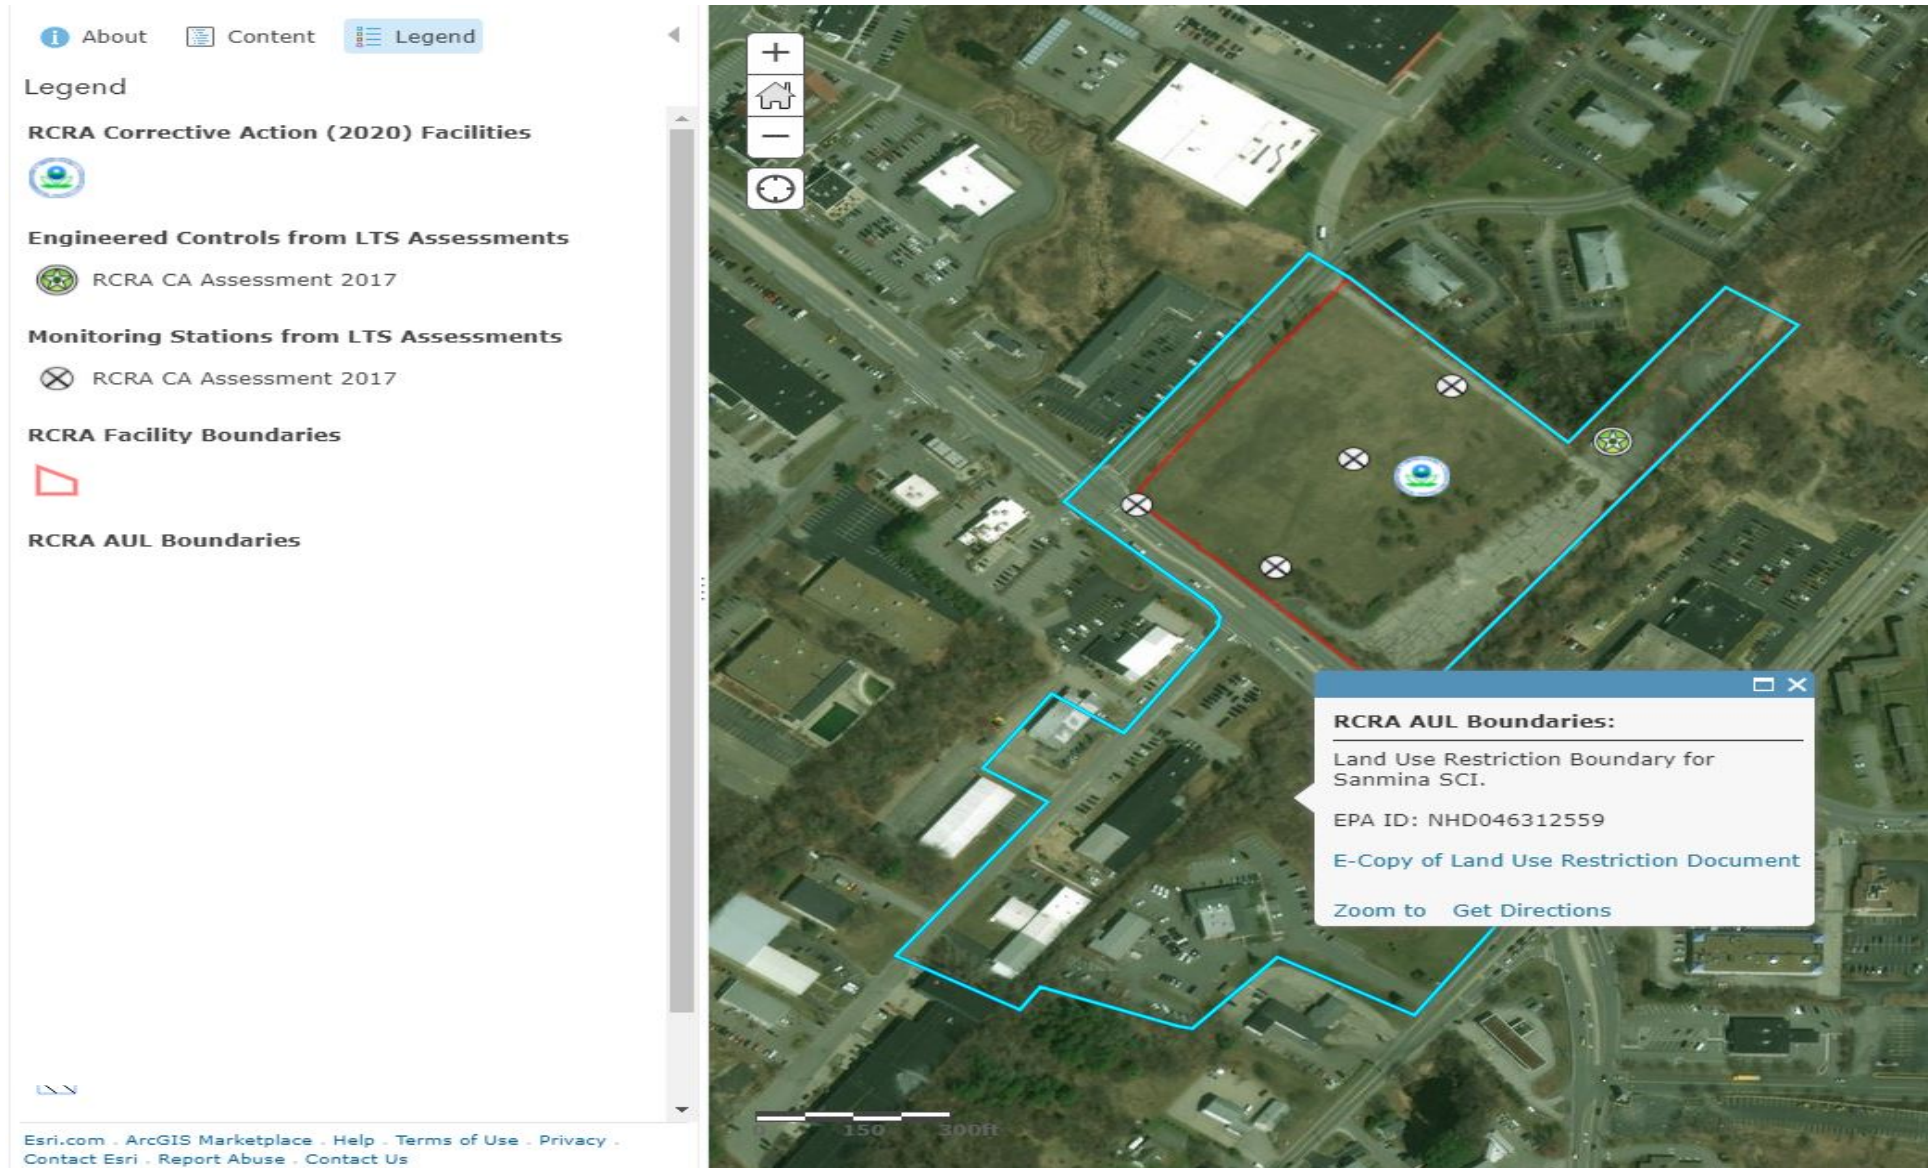 About Content Legend
Legend
RCRA Corrective Action (2020) Facilities
Engineered Controls from LTS Assessments
RCRA CA Assessment 2017
Monitoring Stations from LTS Assessments
RCRA CA Assessment 2017
RCRA Facility Boundaries
RCRA AUL Boundaries
Esri.com . ArcGIS Marketplace . Help . Terms of Use . Privacy .
Contact Esri . Report Abuse . Contact Us
RCRA AUL Boundaries:
Land Use Restriction Boundary for
Sanmina SCI.
EPA ID: NHD046312559
E-Copy of Land Use Restriction Document
Zoom to Get Directions
150 300ft